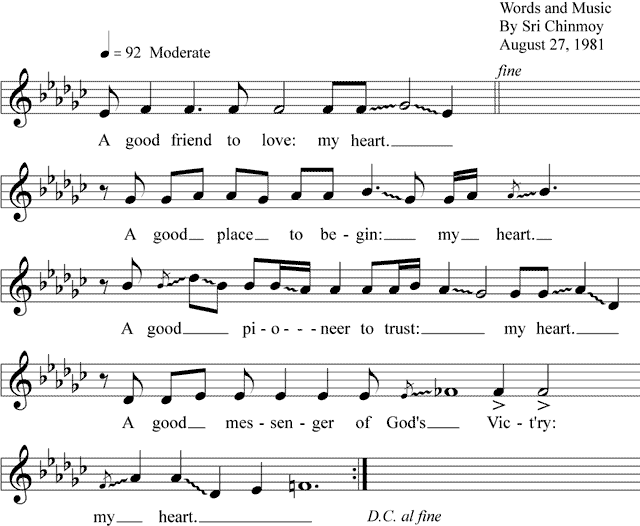 Words and Music
By Sri Chinmoy
August 27, 1981
= 92 Moderate
fine
A good friend to love: my heart.
A good place to be - gin: my heart.
A good pi - o - - - neer to trust: my heart.
A good mes - sen - ger of God's Vic - t'ry:
my heart.
D.C. al fine